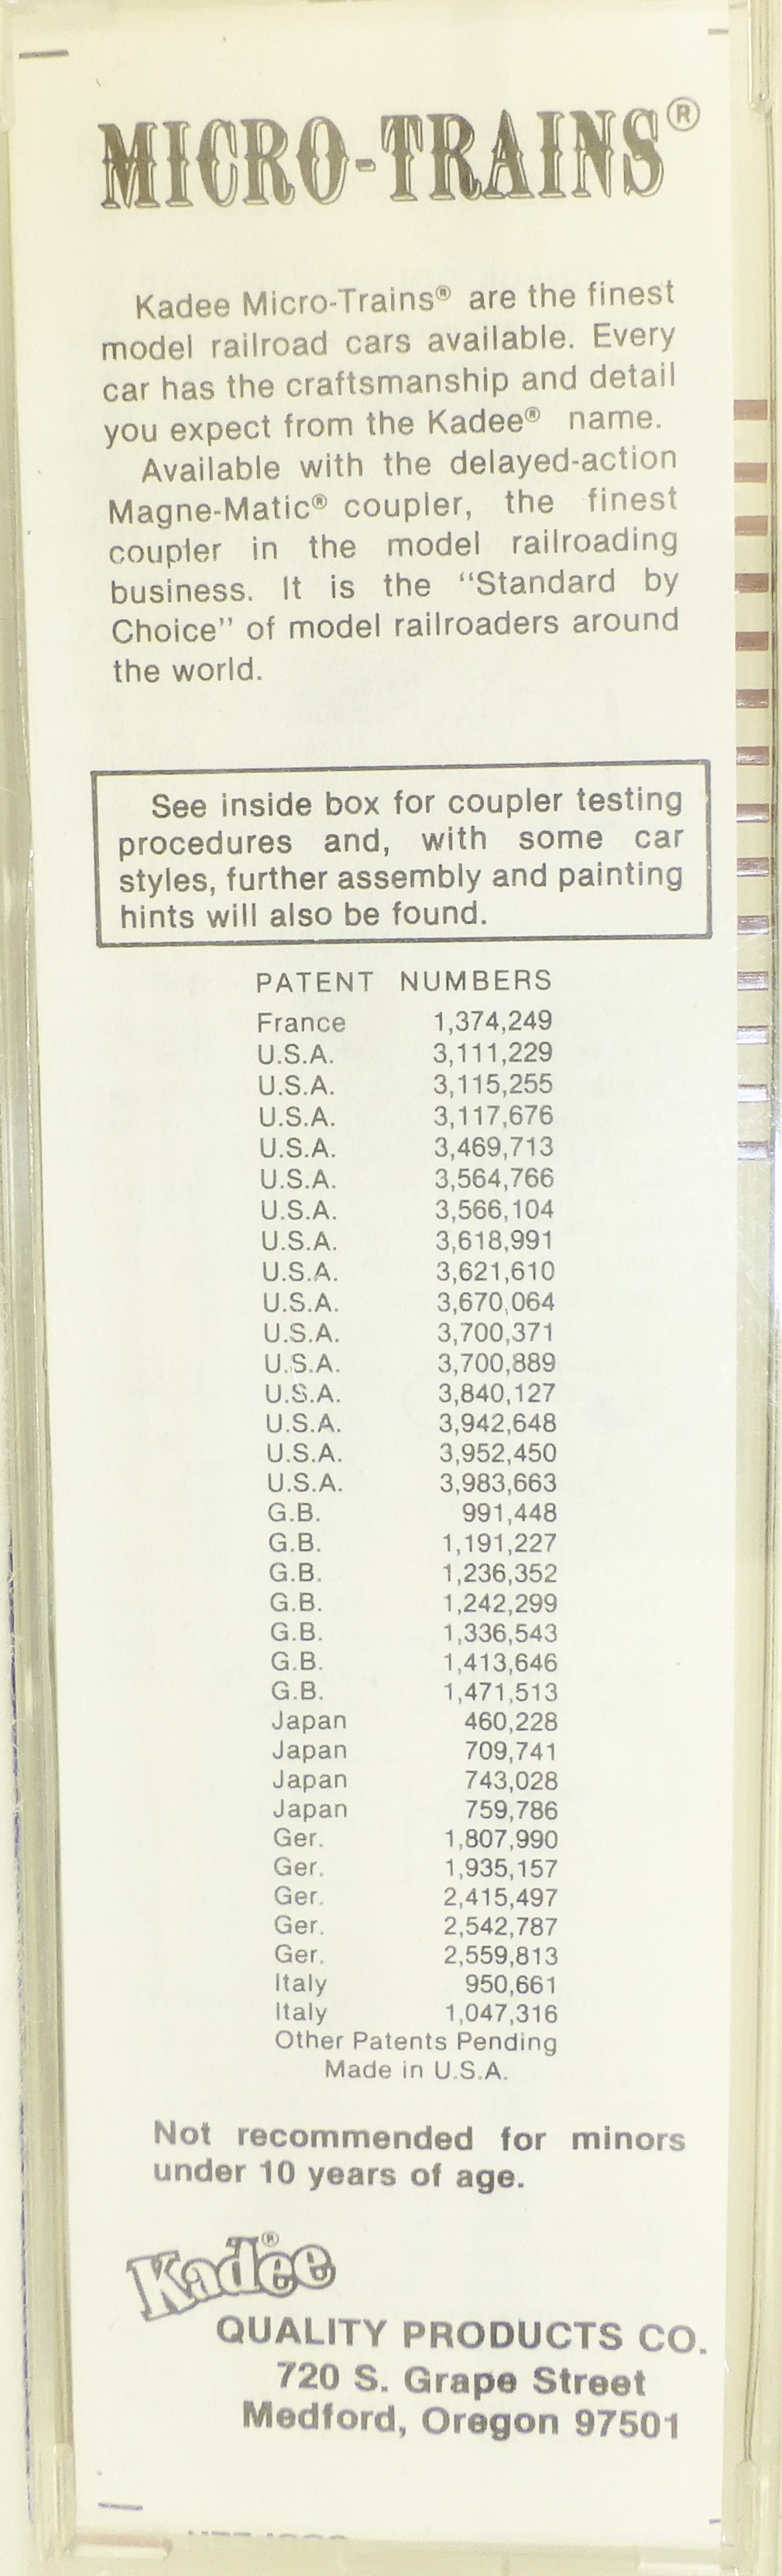 MICRO-TRAINS®
Kadee Micro-Trains® are the finest
model railroad cars available. Every
car has the craftsmanship and detail
you expect from the Kadee® name.
Available with the delayed-action
Magne-Matic® coupler, the finest
coupler in the model railroading
business. It is the “Standard by
Choice” of model railroaders around
the world.
See inside box for coupler testing
procedures and, with some car
styles, further assembly and painting
hints will also be found.
PATENT NUMBERS
France 1,374,249
U.S.A. 3,111,229
U.S.A. 3,115,255
U.S.A. 3,117,676
U.S.A. 3,469,713
U.S.A. 3,564,766
U.S.A. 3,566,104
U.S.A. 3,618,991
U.S.A. 3,621,610
U.S.A. 3,670,064
U.S.A. 3,700,371
U.S.A. 3,700,889
U.S.A. 3,840,127
U.S.A. 3,942,648
U.S.A. 3,952,450
U.S.A. 3,983,663
G.B. 991,448
G.B. 1,191,227
G.B. 1,236,352
G.B. 1,242,299
G.B. 1,336,543
G.B. 1,413,646
G.B. 1,471,513
Japan 460,228
Japan 709,741
Japan 743,028
Japan 759,786
Ger. 1,807,990
Ger. 1,935,157
Ger. 2,415,497
Ger. 2,542,787
Ger. 2,559,813
Italy 950,661
Italy 1,047,316
Other Patents Pending
Made in U.S.A.
Not recommended for minors
under 10 years of age.
Kadee®
QUALITY PRODUCTS CO.
720 S. Grape Street
Medford, Oregon 97501